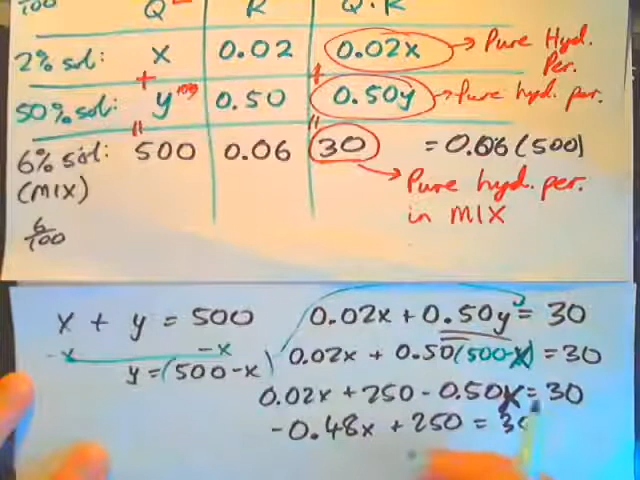 /100 Q R Q·R
2% sol: x 0.02 0.02x → Pure Hyd. Per.
+ +
50% sol: y 0.50 0.50y → Pure hyd. per.
|| ||
6% sol: 500 0.06 30 = 0.06(500)
(MIX)
6/100
Pure hyd. per.
in MIX
x + y = 500
-x -x
y = (500-x)
0.02x + 0.50y = 30
0.02x + 0.50(500-x) = 30
0.02x + 250 - 0.50x = 30
-0.48x + 250 = 30